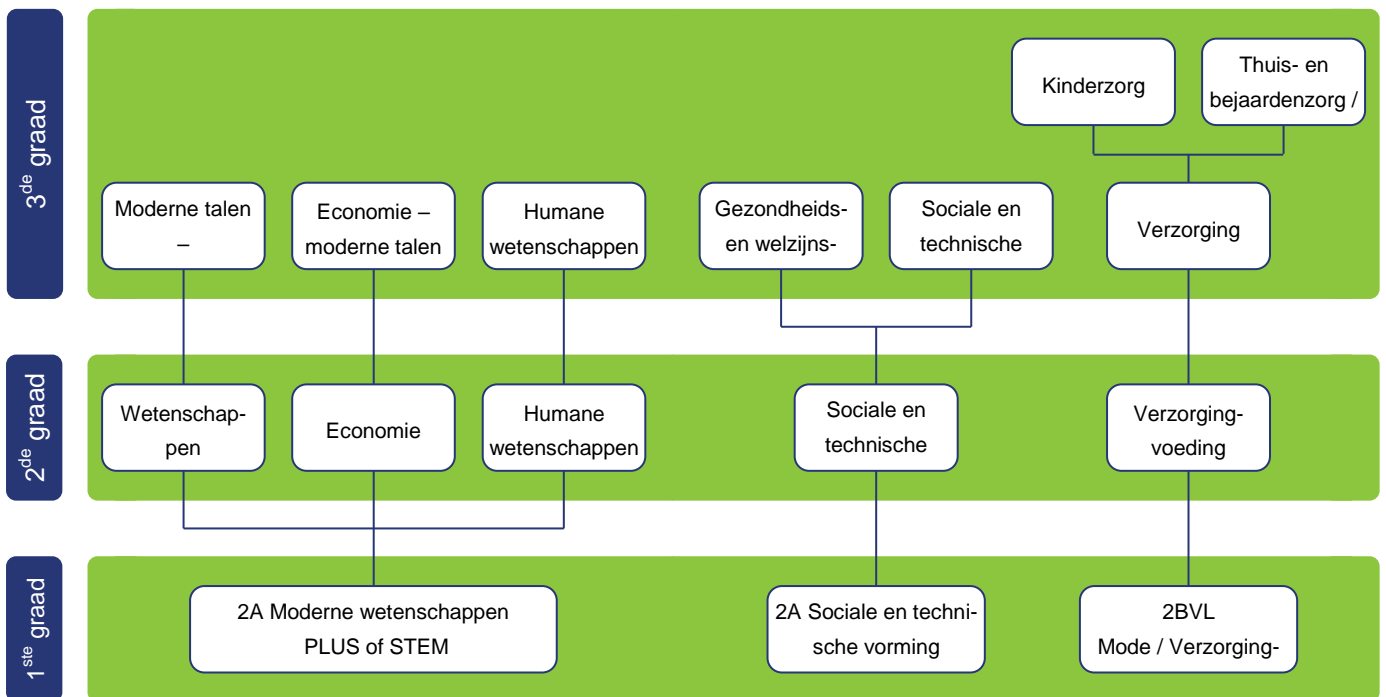 3de graad
Kinderzorg
Thuis- en
bejaardenzorg /
Moderne talen
–
Economie –
moderne talen
Humane
wetenschappen
Gezondheids-
en welzijns-
Sociale en
technische
Verzorging
2de graad
Wetenschap-
pen
Economie
Humane
wetenschappen
Sociale en
technische
Verzorging-
voeding
1ste graad
2A Moderne wetenschappen
PLUS of STEM
2A Sociale en techni-
sche vorming
2BVL
Mode / Verzorging-